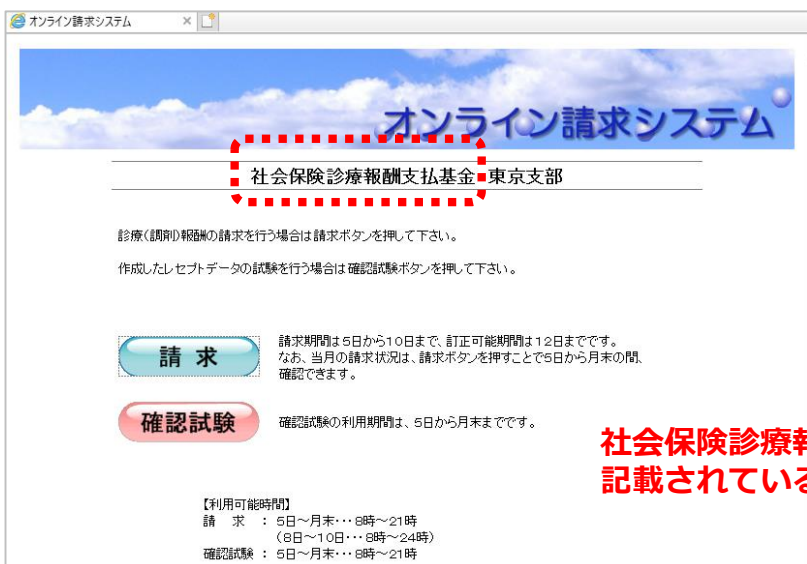 オンライン請求システム
オンライン請求システム
社会保険診療報酬支払基金 東京支部
診療(調剤)報酬の請求を行う場合は請求ボタンを押して下さい。
作成したレセプトデータの試験を行う場合は確認試験ボタンを押して下さい。
請 求
請求期間は5日から10日まで、訂正可能期間は12日までです。
なお、当月の請求状況は、請求ボタンを押すことで5日から月末の間、
確認できます。
確認試験
確認試験の利用期間は、5日から月末までです。
社会保険診療報
記載されている
【利用可能時間】
請 求 : 5日~月末・・・8時~21時
(8日~10日・・・8時~24時)
確認試験 : 5日~月末・・・8時~21時